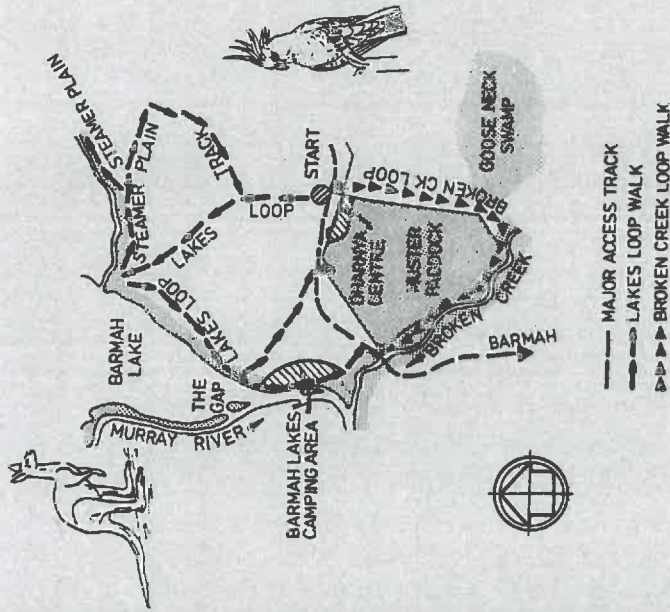 STEAMER PLAIN
STEAMER PLAIN
TRACK
LAKES
LOOP
START
LAKES LOOP
BARMAH
LAKE
THE
GAP
MURRAY RIVER
BARMAH LAKES
CAMPING AREA
DHARNYA
CENTRE
BROKEN CK LOOP
GOOSE NECK
SWAMP
PADDOCK
BROKEN CREEK
BARMAH
MAJOR ACCESS TRACK
LAKES LOOP WALK
BROKEN CREEK LOOP WALK